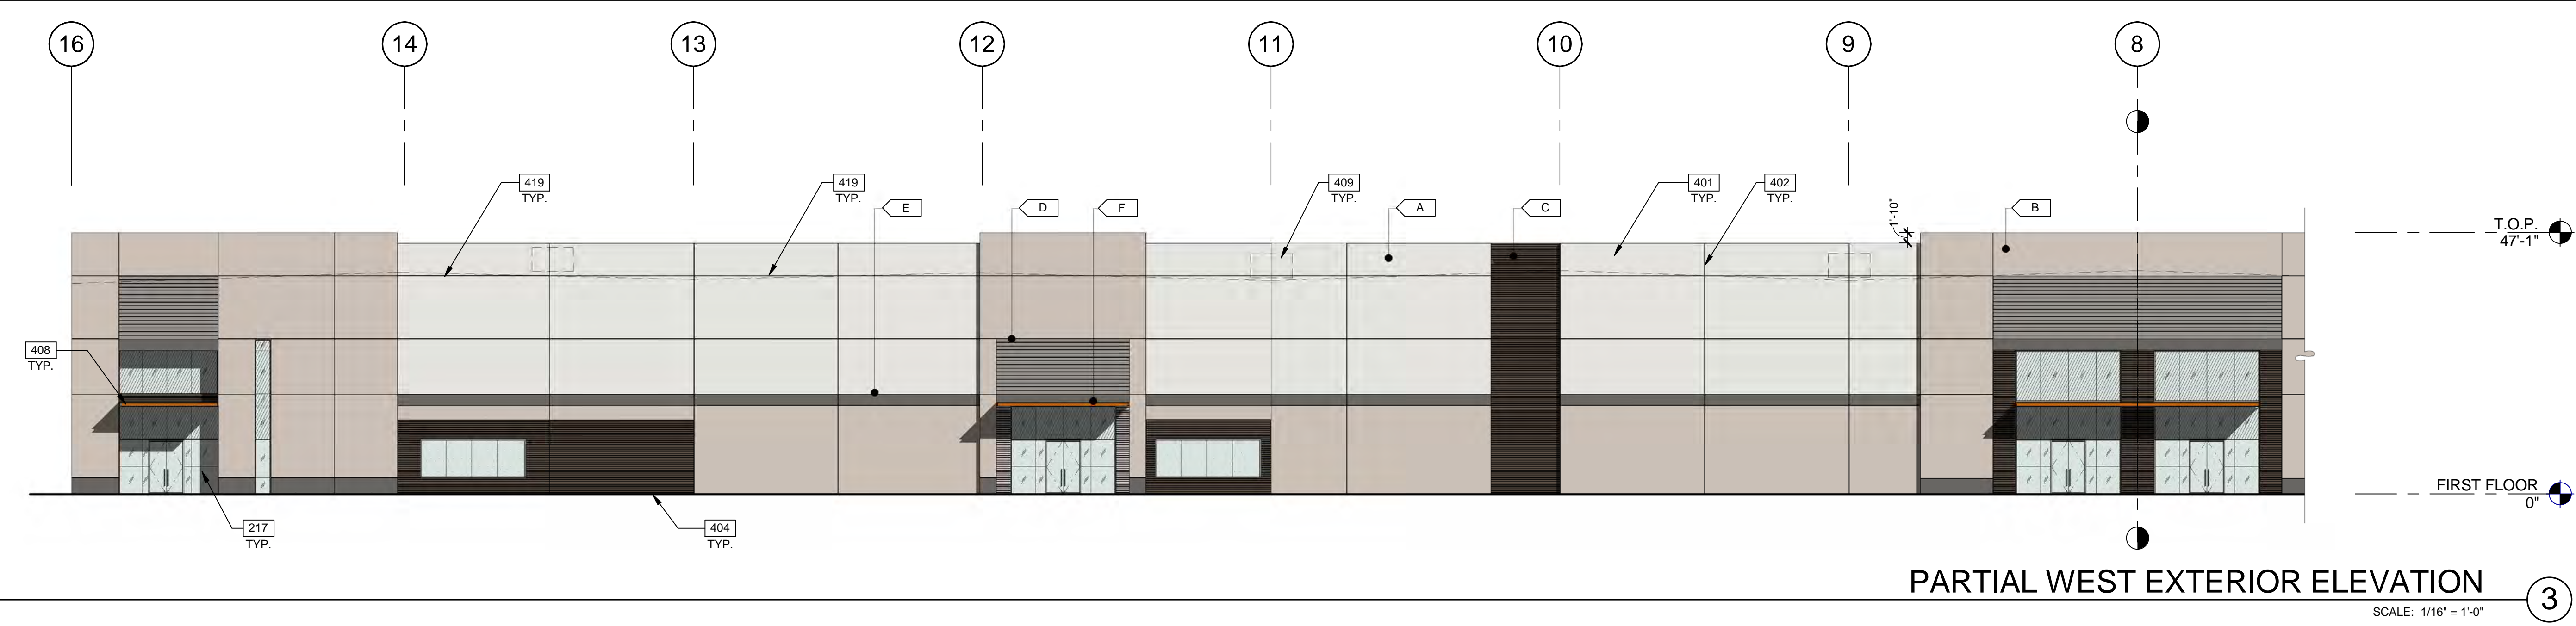 16 14 13 12 11 10 9 8
419 419 409 401 402
TYP. TYP. TYP. TYP. TYP.
E D F A C B
1'-10"
T.O.P.
47'-1"
408
TYP.
FIRST FLOOR
0"
217 404
TYP. TYP.
PARTIAL WEST EXTERIOR ELEVATION
3
SCALE: 1/16" = 1'-0"